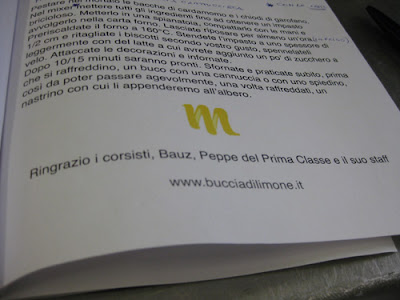 Pestare nel mortaio le bacche di cardamomo e i chiodi di garofano.
Nel mixer mettete tutti gli ingredienti fino ad ottenere un impasto
bricioloso. Metterlo in una spianatoia, compattarlo con le mani e
avvolgerlo nella carta forno. Lasciate riposare per almeno un'ora
Preriscaldate il forno a 160°C. Stendete l'impasto a uno spessore di
1/2 cm e ritagliate i biscotti secondo vostro gusto, spennellateli
leggermente con del latte a cui avrete aggiunto un po' di zucchero a
velo. Attaccate le decorazioni e infornate.
Dopo 10/15 minuti saranno pronti. Sfornate e praticate subito, prima
che si raffreddino, un buco con una cannuccia o con uno spiedino,
così da poter passare agevolmente, una volta raffreddati, un
nastrino con cui li appenderemo all'albero.
m
Ringrazio i corsisti, Bauz, Peppe del Prima Classe e il suo staff
www.bucciadilimone.it